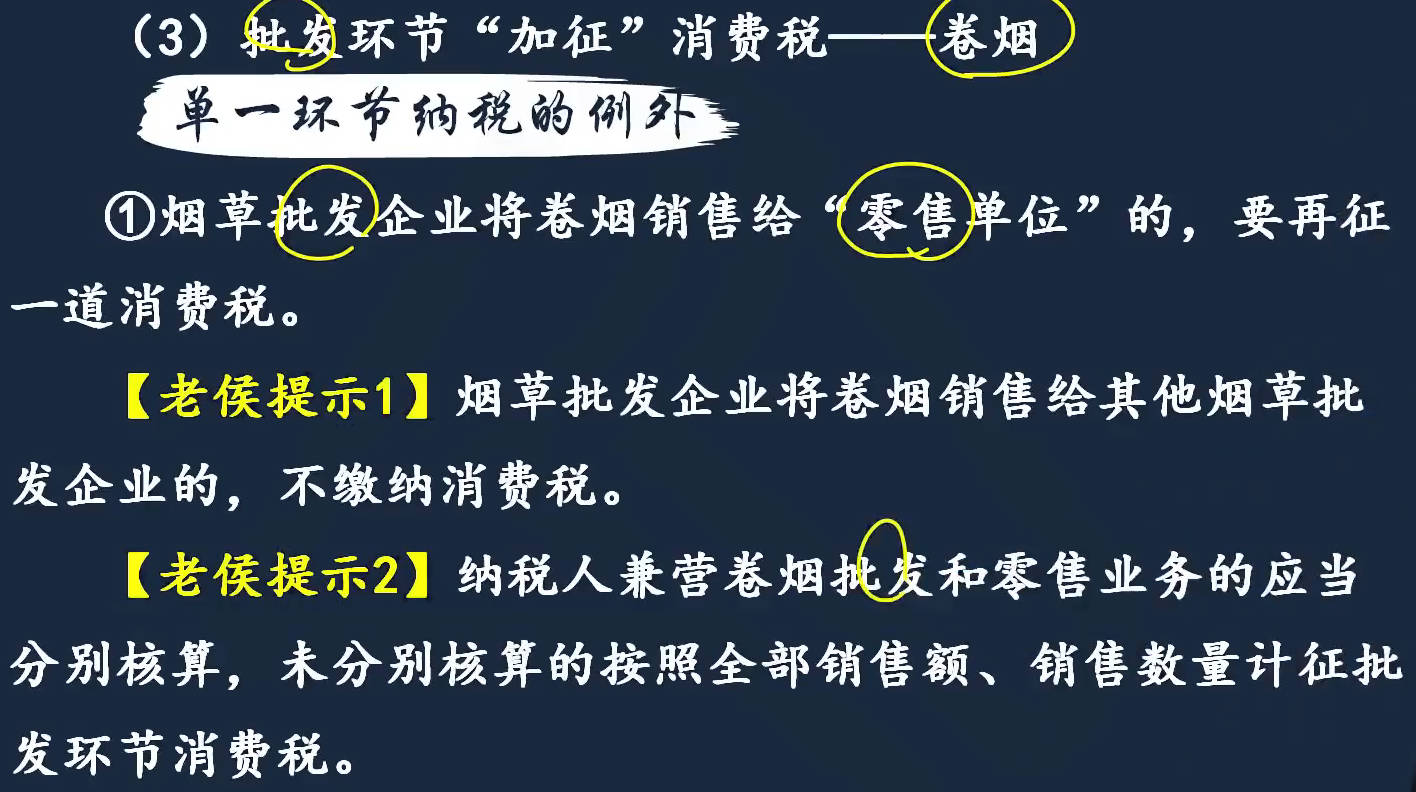 （3）批发环节“加征”消费税——卷烟
单一环节纳税的例外
①烟草批发企业将卷烟销售给“零售单位”的，要再征
一道消费税。
【老侯提示1】烟草批发企业将卷烟销售给其他烟草批
发企业的，不缴纳消费税。
【老侯提示2】纳税人兼营卷烟批发和零售业务的应当
分别核算，未分别核算的按照全部销售额、销售数量计征批
发环节消费税。